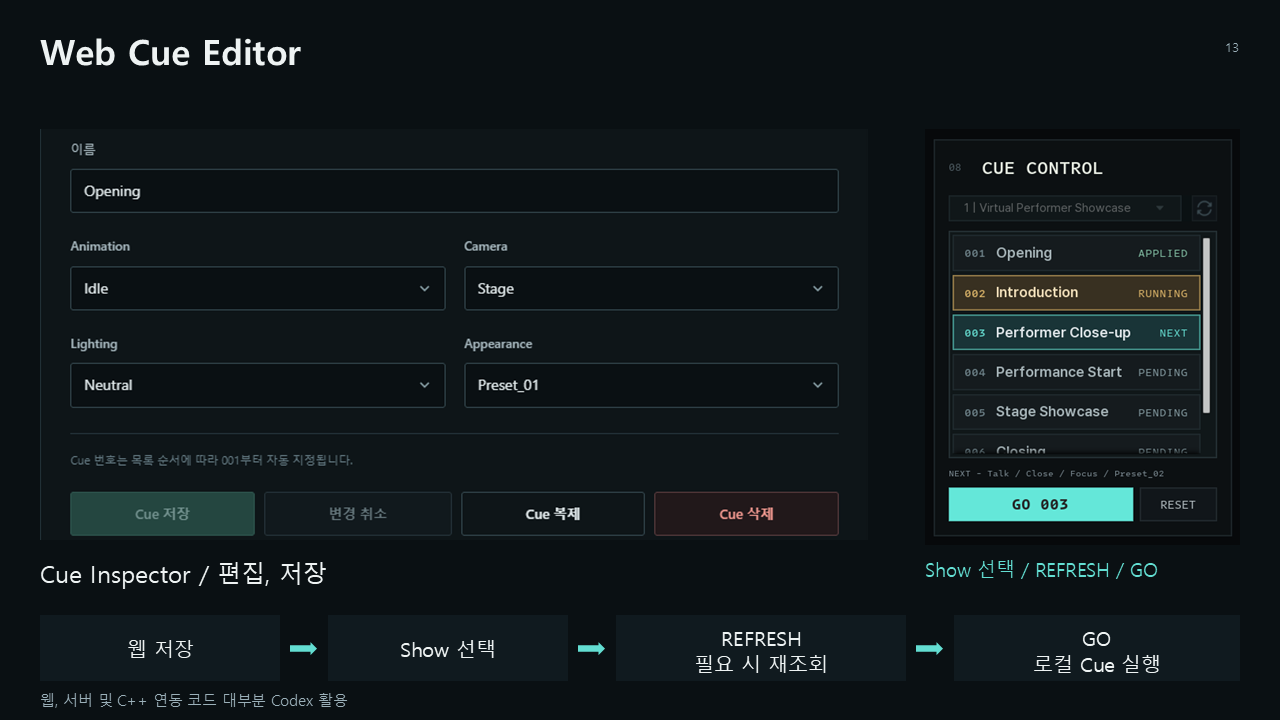 Web Cue Editor
13
이름
Opening
Animation
Camera
Idle
Stage
Lighting
Appearance
Neutral
Preset_01
Cue 번호는 목록 순서에 따라 001부터 자동 지정됩니다.
Cue 저장
변경 취소
Cue 복제
Cue 삭제
Cue Inspector / 편집, 저장
08 CUE CONTROL
1 | Virtual Performer Showcase
001 Opening APPLIED
002 Introduction RUNNING
003 Performer Close-up NEXT
004 Performance Start PENDING
005 Stage Showcase PENDING
006 Closing PENDING
NEXT - Talk / Close / Focus / Preset_02
GO 003
RESET
Show 선택 / REFRESH / GO
웹 저장
Show 선택
REFRESH
필요 시 재조회
GO
로컬 Cue 실행
웹, 서버 및 C++ 연동 코드 대부분 Codex 활용